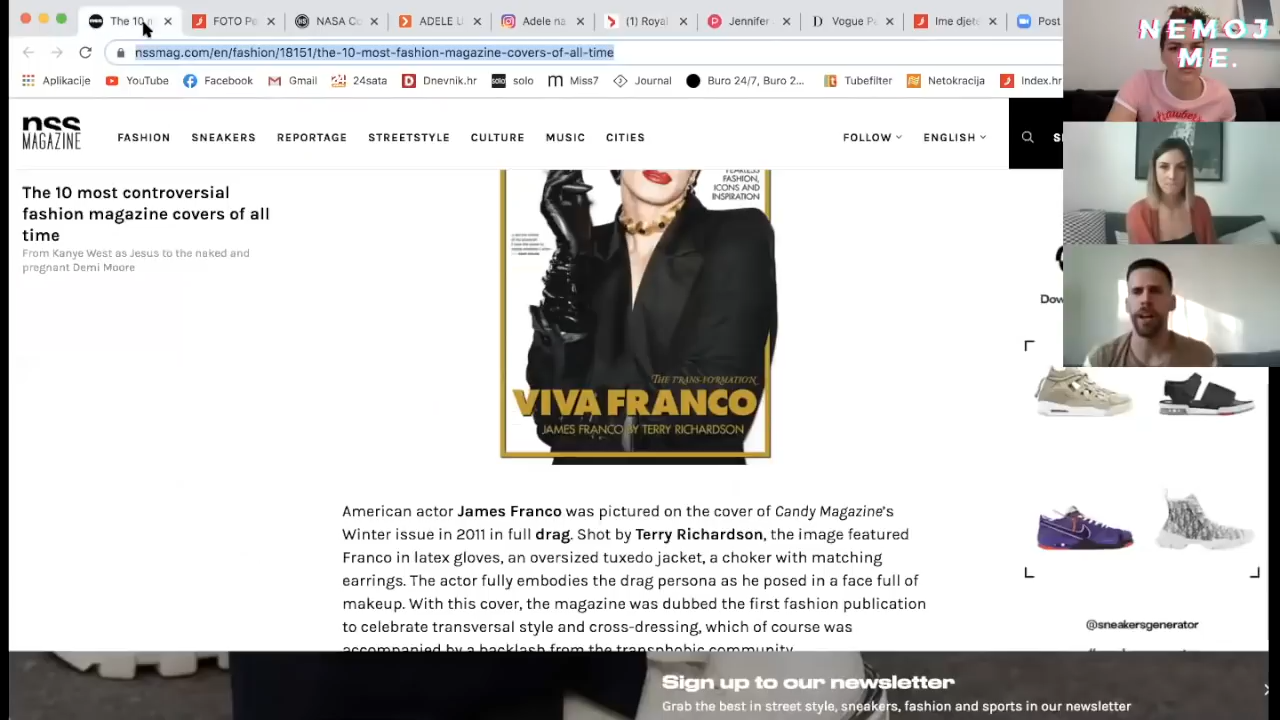 The 10 m
FOTO Pe
NASA Co
ADELE U
Adele na
(1) Royal
Jennifer
Vogue P
Ime djete
Post
NEMOJ
ME.
nssmag.com/en/fashion/18151/the-10-most-fashion-magazine-covers-of-all-time
Aplikacije
YouTube
Facebook
Gmail
24sata
Dnevnik.hr
solo
Miss7
Journal
Buro 24/7, Buro 2...
Tubefilter
Netokracija
Index.hr
nss
MAGAZINE
FASHION
SNEAKERS
REPORTAGE
STREETSTYLE
CULTURE
MUSIC
CITIES
FOLLOW
ENGLISH
The 10 most controversial
fashion magazine covers of all
time
From Kanye West as Jesus to the naked and
pregnant Demi Moore
FASHION,
ICONS AND
INSPIRATION
THE TRANS-FORMATION
VIVA FRANCO
JAMES FRANCO BY TERRY RICHARDSON
American actor James Franco was pictured on the cover of Candy Magazine's
Winter issue in 2011 in full drag. Shot by Terry Richardson, the image featured
Franco in latex gloves, an oversized tuxedo jacket, a choker with matching
earrings. The actor fully embodies the drag persona as he posed in a face full of
makeup. With this cover, the magazine was dubbed the first fashion publication
to celebrate transversal style and cross-dressing, which of course was
accompanied by a backlash from the transphobic community.
@sneakersgenerator
Sign up to our newsletter
Grab the best in street style, sneakers, fashion and sports in our newsletter